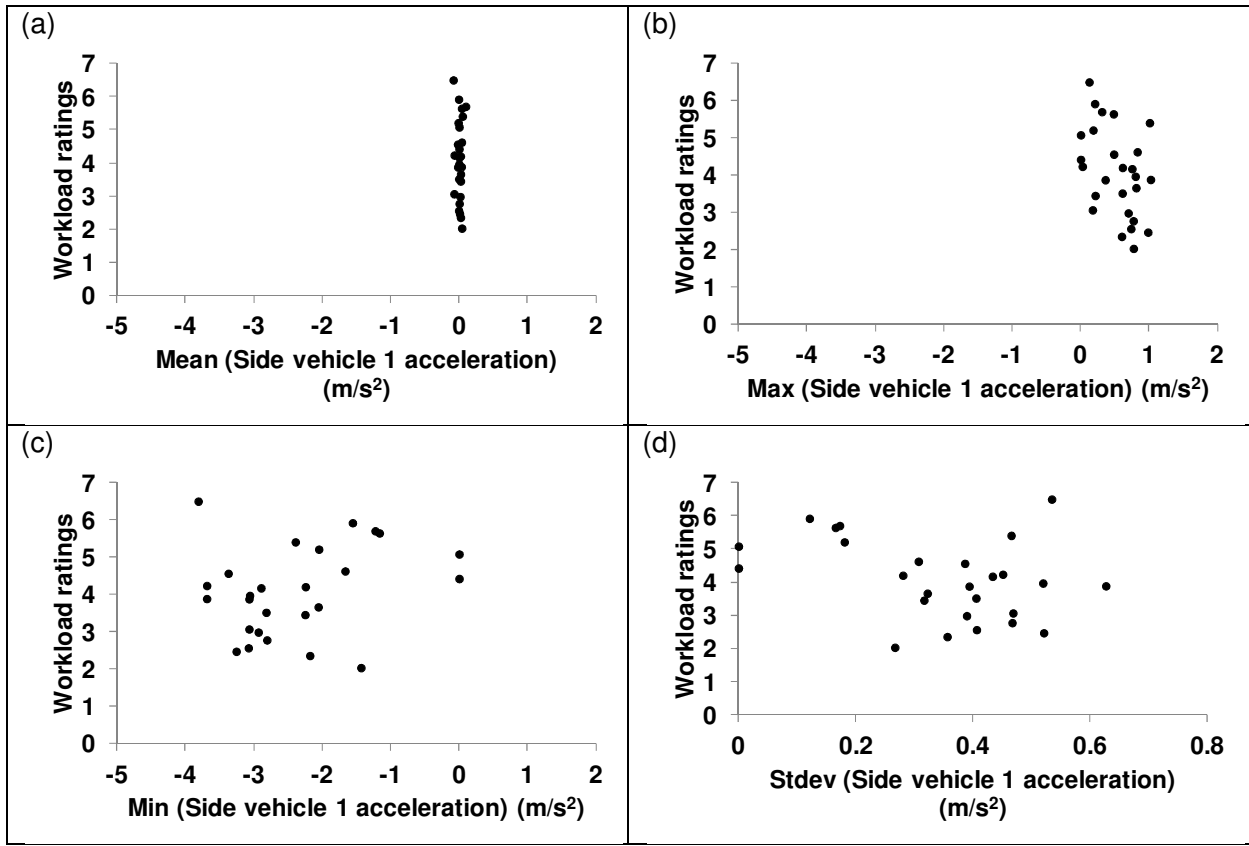 (a)
7
6
5
4
3
2
1
0
Workload ratings
-5 -4 -3 -2 -1 0 1 2
Mean (Side vehicle 1 acceleration)
(m/s²)
(b)
7
6
5
4
3
2
1
0
Workload ratings
-5 -4 -3 -2 -1 0 1 2
Max (Side vehicle 1 acceleration) (m/s²)
(c)
7
6
5
4
3
2
1
0
Workload ratings
-5 -4 -3 -2 -1 0 1 2
Min (Side vehicle 1 acceleration) (m/s²)
(d)
7
6
5
4
3
2
1
0
Workload ratings
0 0.2 0.4 0.6 0.8
Stdev (Side vehicle 1 acceleration)
(m/s²)